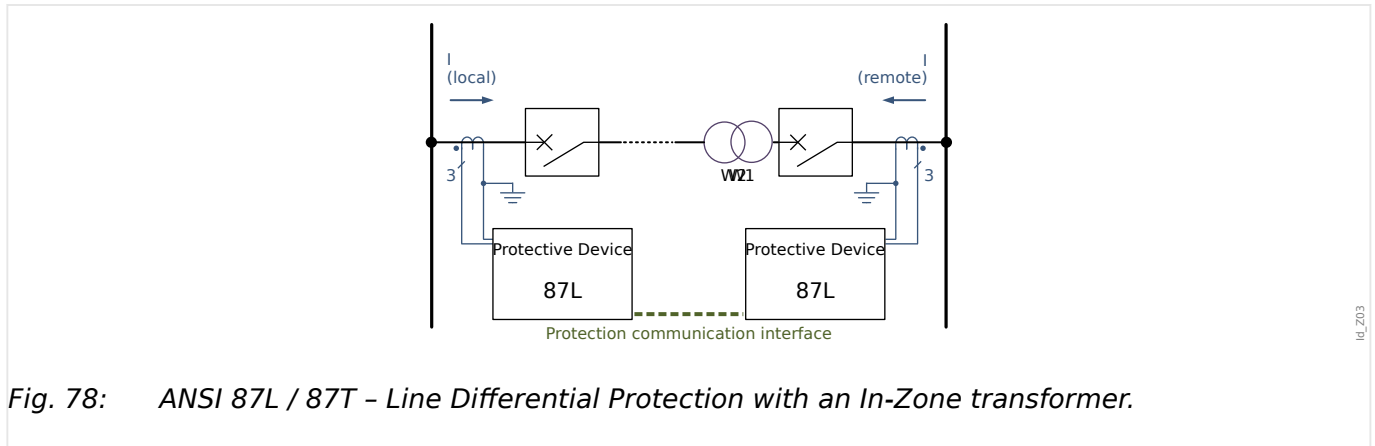 I
(local)
I
(remote)
3
3
W2
W1
Protective Device
87L
Protective Device
87L
Protection communication interface
ld_Z03
Fig. 78: ANSI 87L / 87T – Line Differential Protection with an In-Zone transformer.